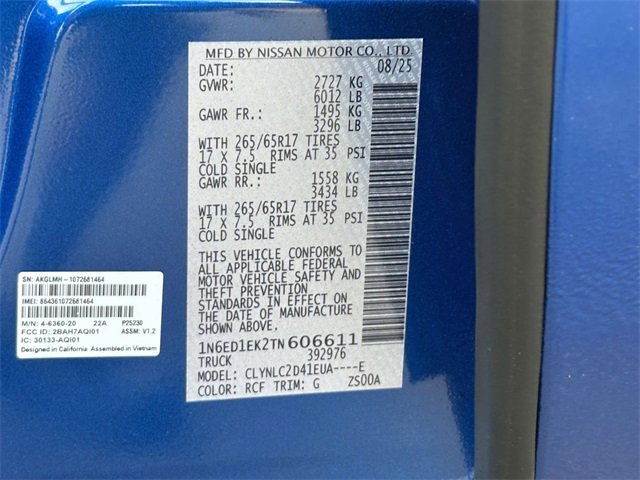 MFD BY NISSAN MOTOR CO., LTD.
DATE: 08/25
GVWR: 2727 KG
6012 LB
GAWR FR.: 1495 KG
3296 LB
WITH 265/65R17 TIRES
17 X 7.5 RIMS AT 35 PSI
COLD SINGLE
GAWR RR.: 1558 KG
3434 LB
WITH 265/65R17 TIRES
17 X 7.5 RIMS AT 35 PSI
COLD SINGLE
THIS VEHICLE CONFORMS TO
ALL APPLICABLE FEDERAL
MOTOR VEHICLE SAFETY AND
THEFT PREVENTION
STANDARDS IN EFFECT ON
THE DATE OF MANUFACTURE
SHOWN ABOVE.
1N6ED1EK2TN606611
TRUCK 392976
MODEL: CLYNLC2D41EUA----E
COLOR: RCF TRIM: G ZS00A
SN: AKGLMH-1072681464
IMEI: 864361072681464
M/N: 4-6360-20 22A P25230
FCC ID: 2BAH7AQI01 ASSM: V1.2
IC: 30133-AQI01
Designed in California Assembled in Vietnam